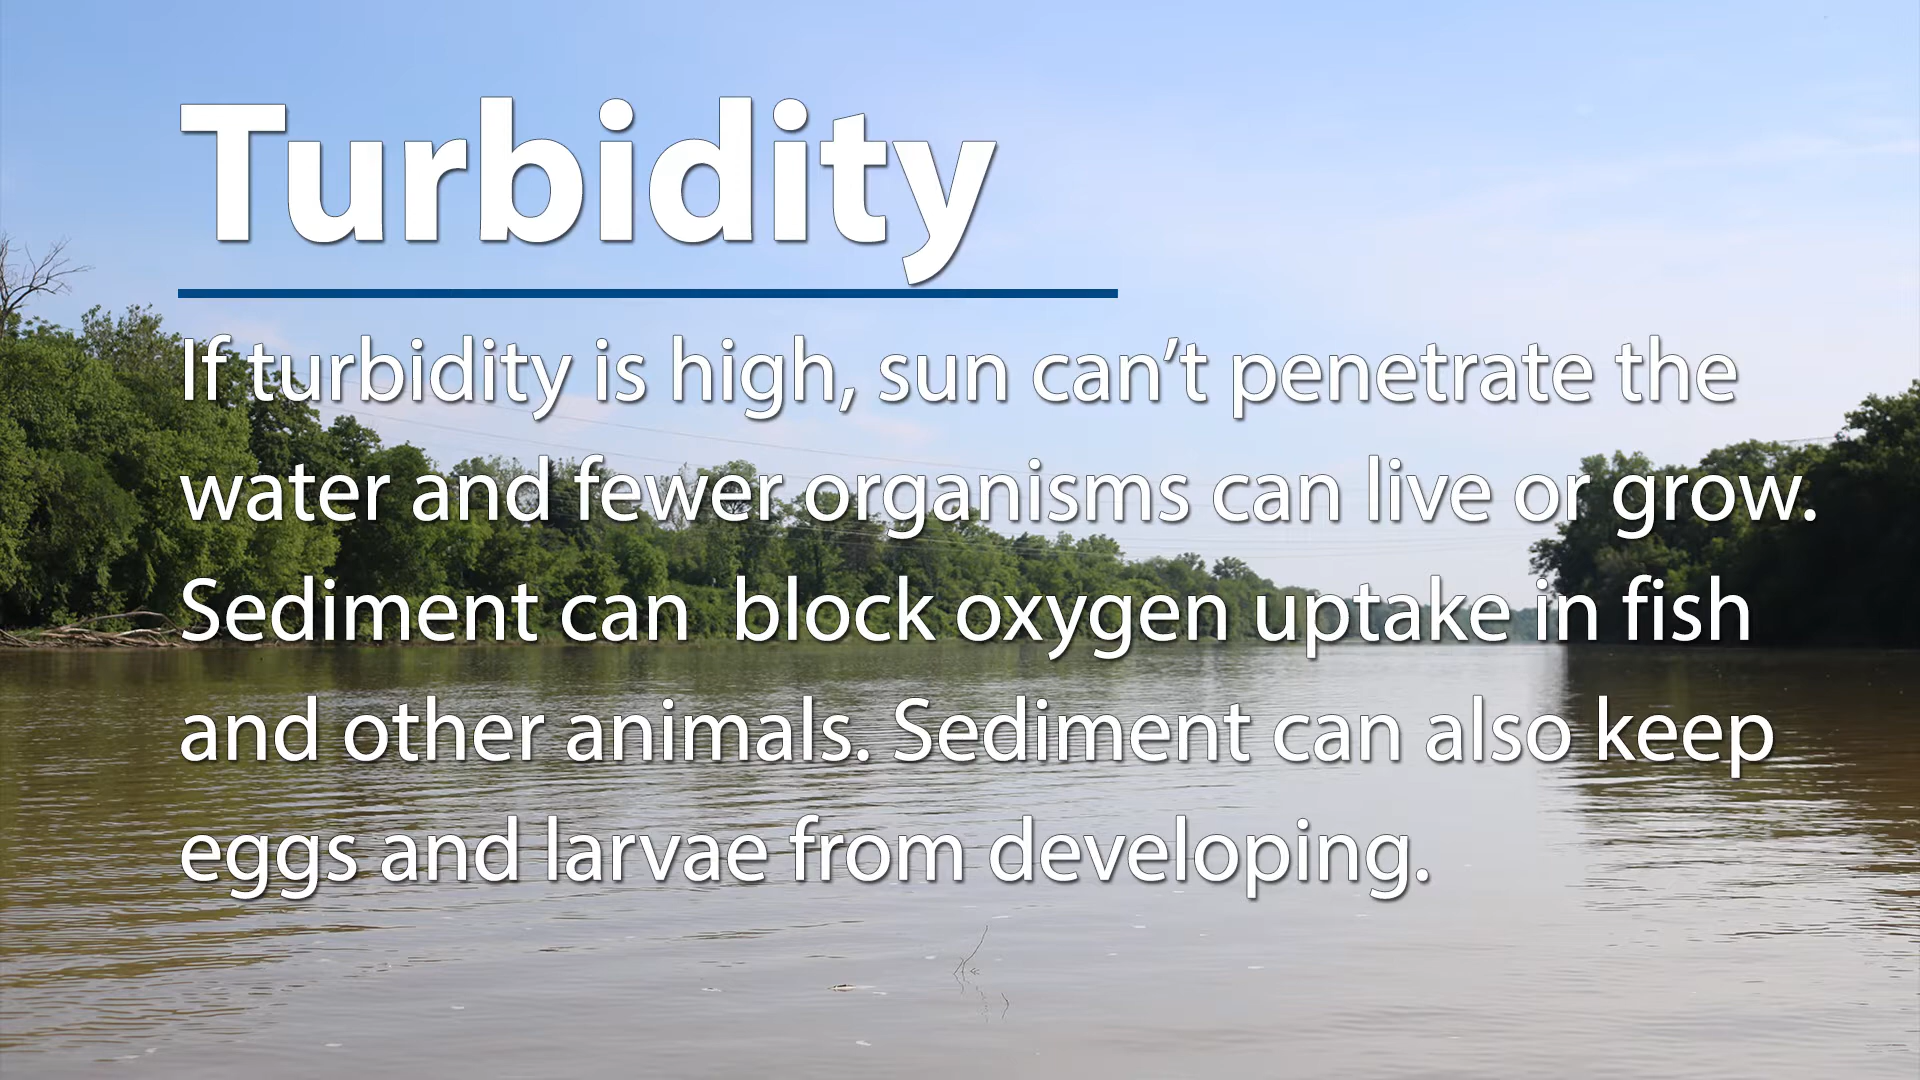 Turbidity
If turbidity is high, sun can’t penetrate the
water and fewer organisms can live or grow.
Sediment can  block oxygen uptake in fish
and other animals. Sediment can also keep
eggs and larvae from developing.